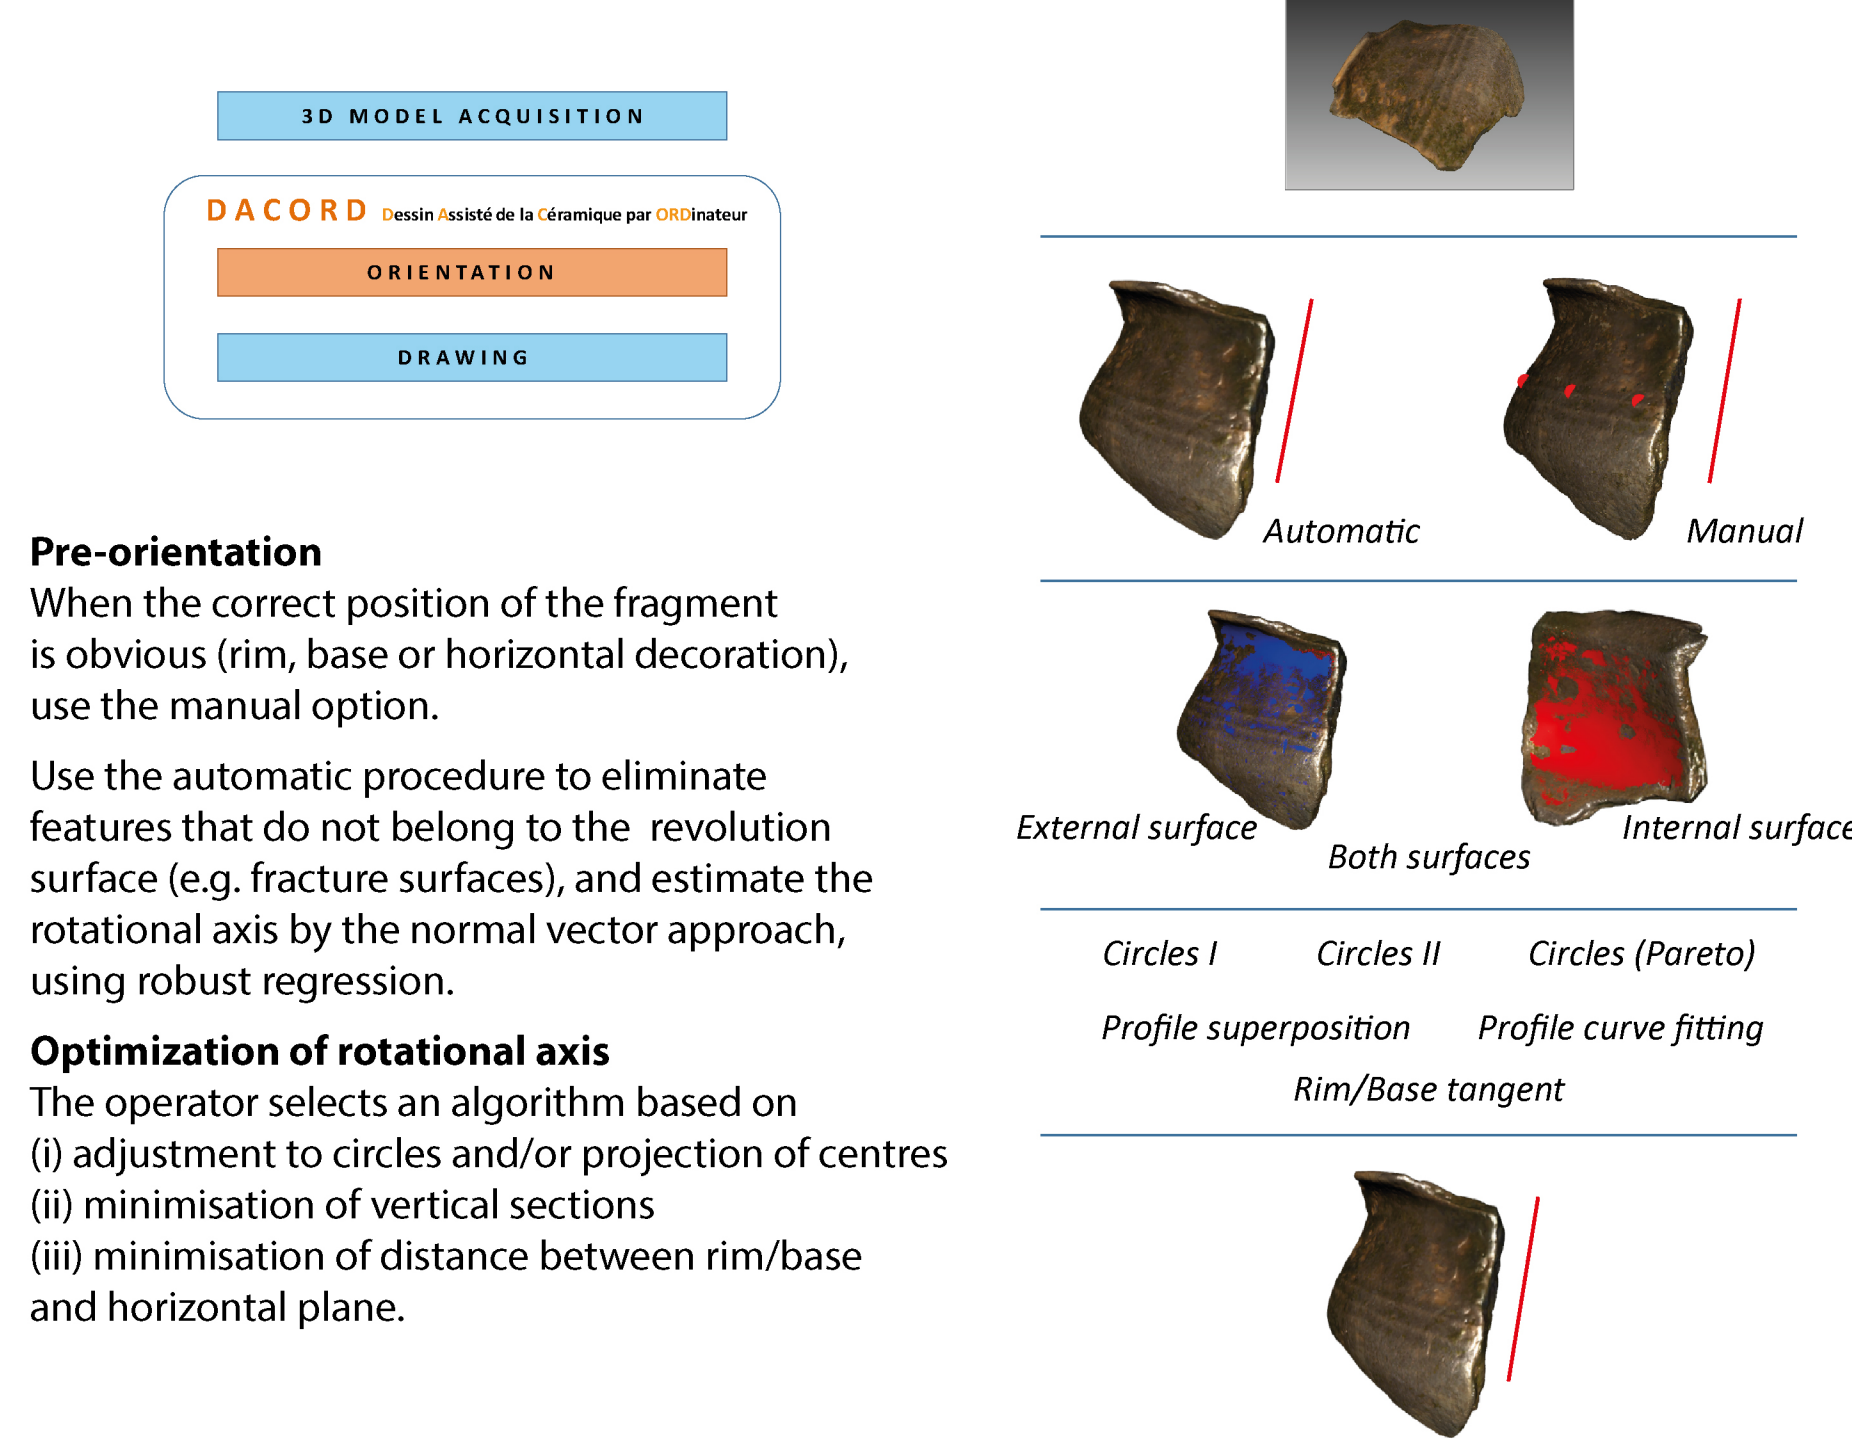 3D MODEL ACQUISITION
DACORD Dessin Assisté de la Céramique par ORDinateur
ORIENTATION
DRAWING
Pre-orientation
When the correct position of the fragment
is obvious (rim, base or horizontal decoration),
use the manual option.
Use the automatic procedure to eliminate
features that do not belong to the revolution
surface (e.g. fracture surfaces), and estimate the
rotational axis by the normal vector approach,
using robust regression.
Optimization of rotational axis
The operator selects an algorithm based on
(i) adjustment to circles and/or projection of centres
(ii) minimisation of vertical sections
(iii) minimisation of distance between rim/base
and horizontal plane.
Automatic
Manual
External surface
Both surfaces
Internal surface
Circles I
Circles II
Circles (Pareto)
Profile superposition
Profile curve fitting
Rim/Base tangent